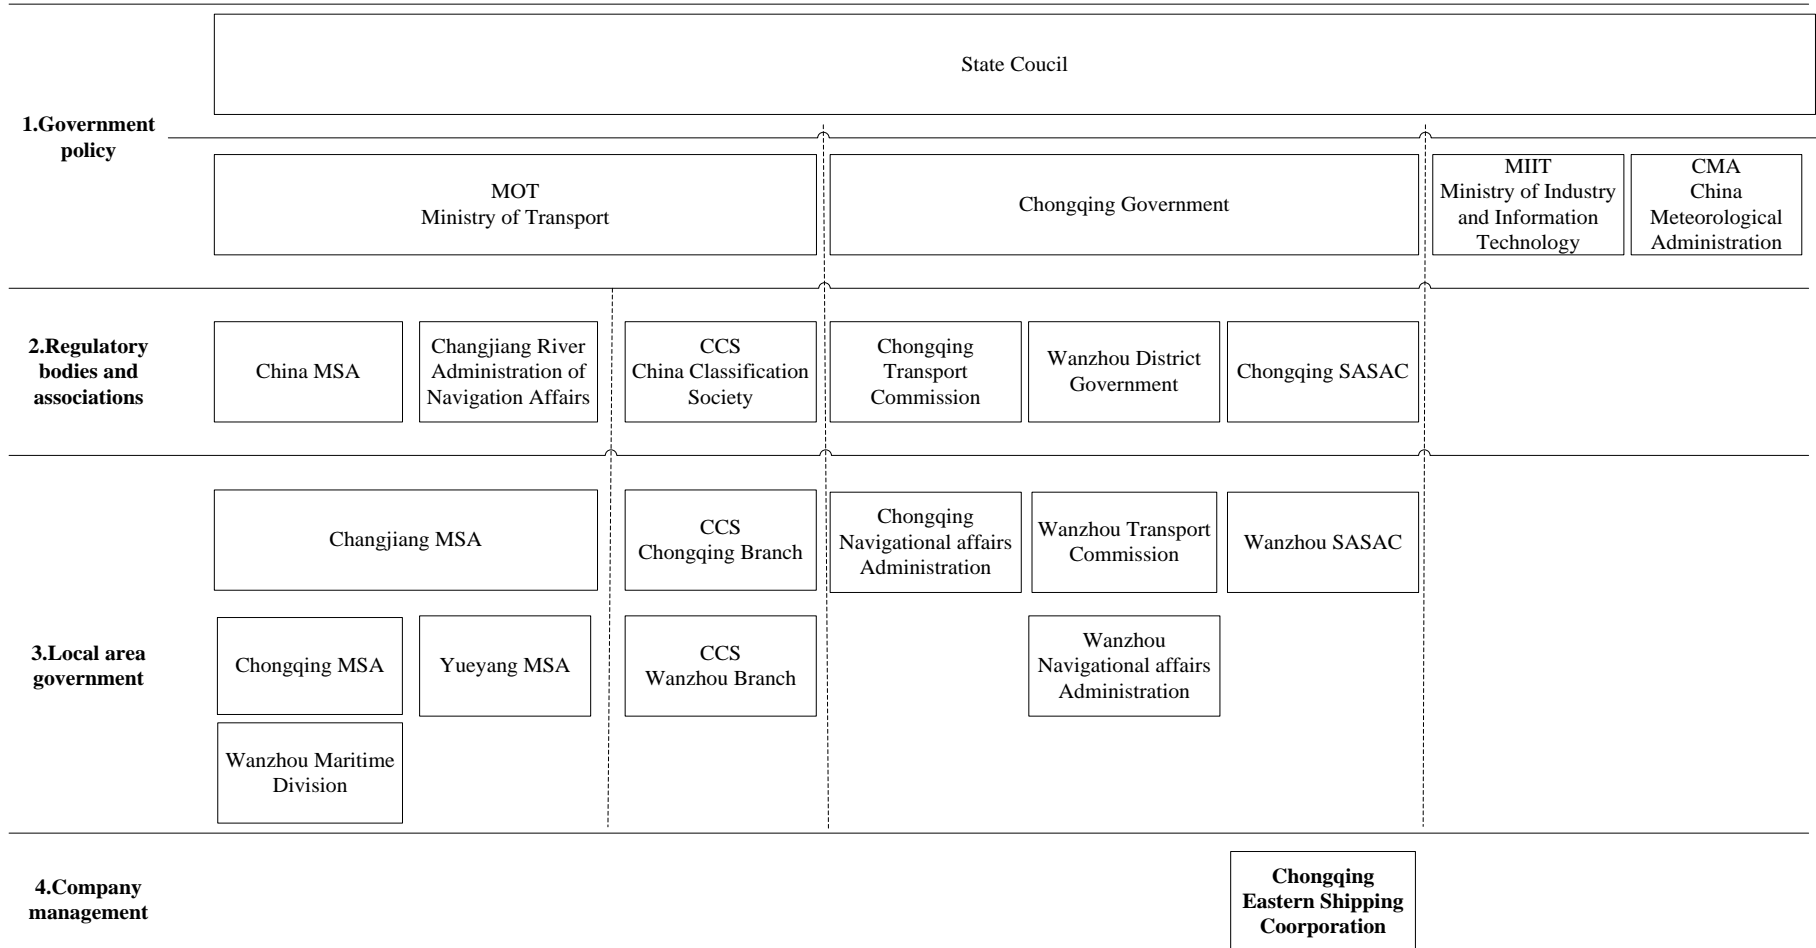 State Coucil
1.Government
policy
MOT
Ministry of Transport
Chongqing Government
MIIT
Ministry of Industry
and Information
Technology
CMA
China
Meteorological
Administration
2.Regulatory
bodies and
associations
China MSA
Changjiang River
Administration of
Navigation Affairs
CCS
China Classification
Society
Chongqing
Transport
Commission
Wanzhou District
Government
Chongqing SASAC
3.Local area
government
Changjiang MSA
CCS
Chongqing Branch
Chongqing
Navigational affairs
Administration
Wanzhou Transport
Commission
Wanzhou SASAC
Chongqing MSA
Yueyang MSA
CCS
Wanzhou Branch
Wanzhou
Navigational affairs
Administration
Wanzhou Maritime
Division
4.Company
management
Chongqing
Eastern Shipping
Coorporation